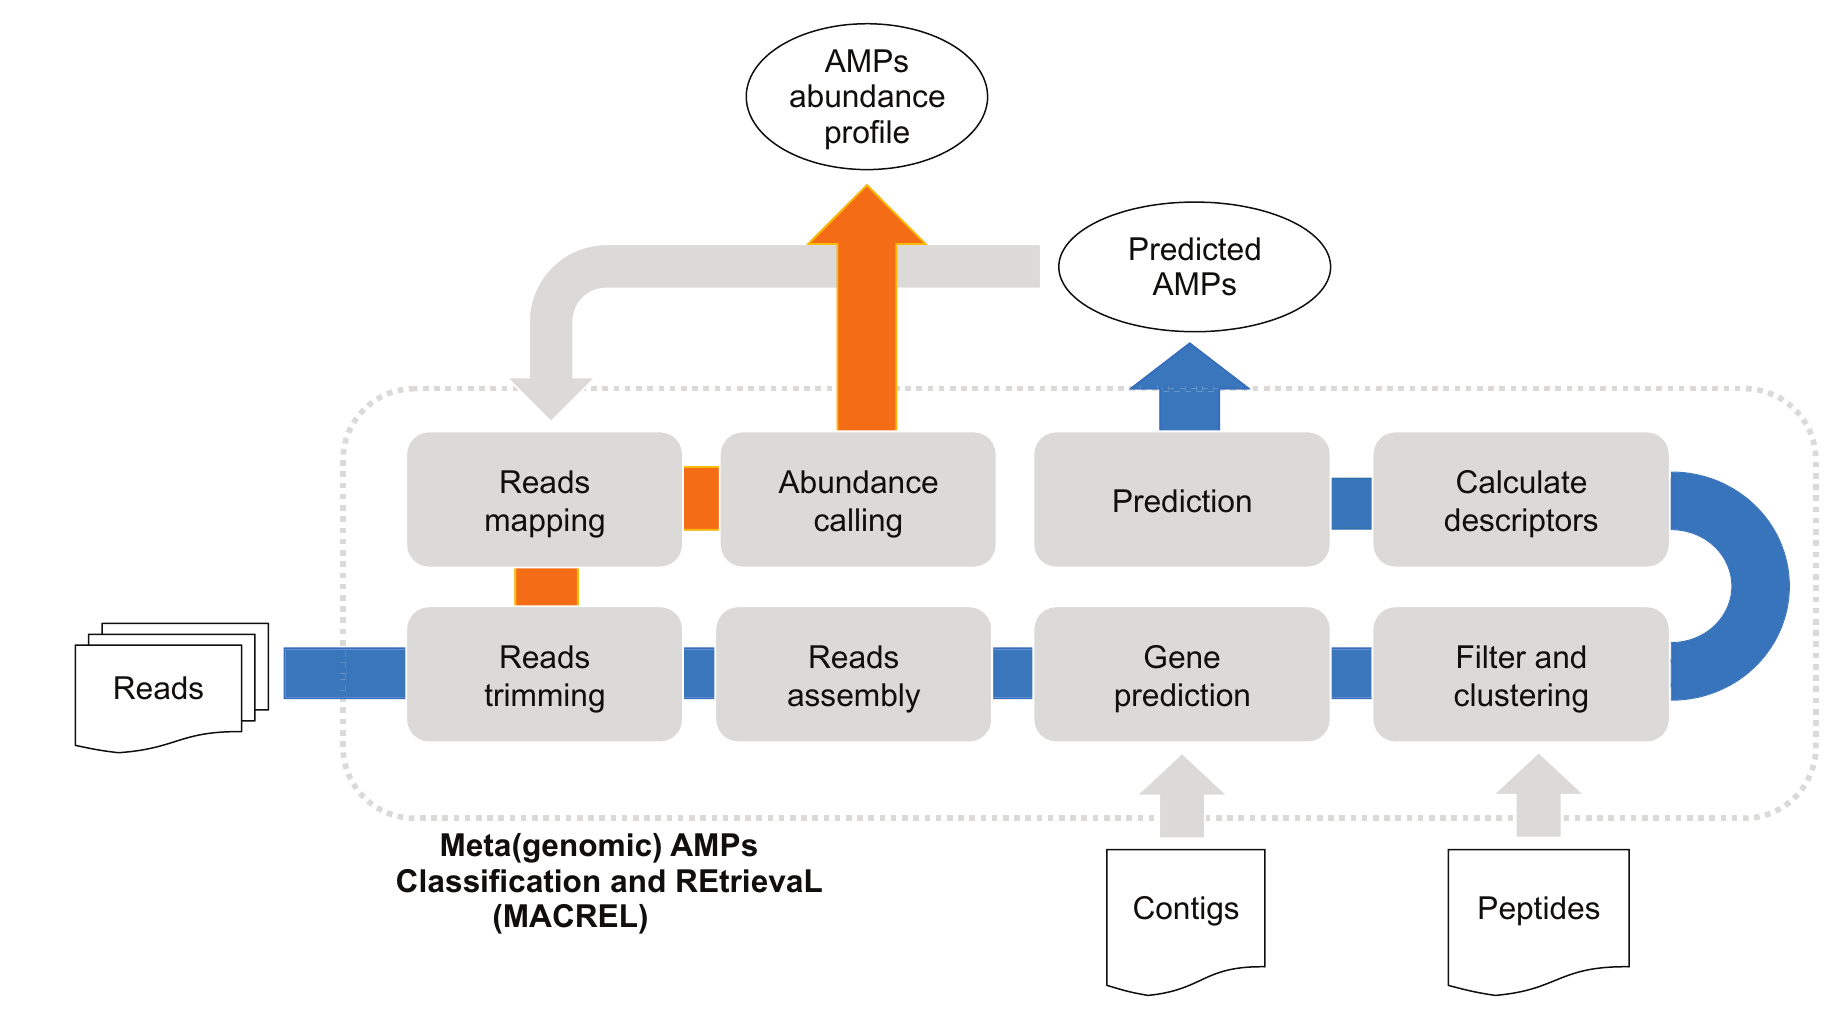 AMPs
abundance
profile
Predicted
AMPs
Reads
mapping
Abundance
calling
Prediction
Calculate
descriptors
Reads
Reads
trimming
Reads
assembly
Gene
prediction
Filter and
clustering
Meta(genomic) AMPs
Classification and REtrievaL
(MACREL)
Contigs
Peptides